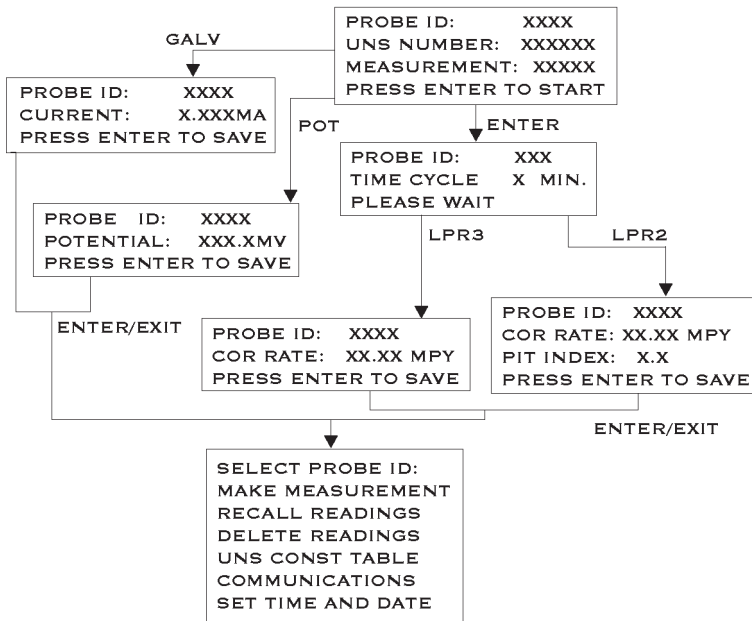 PROBE ID: XXXX
UNS NUMBER: XXXXXX
MEASUREMENT: XXXXX
PRESS ENTER TO START
GALV
PROBE ID: XXXX
CURRENT: X.XXXMA
PRESS ENTER TO SAVE
POT
ENTER
PROBE ID: XXX
TIME CYCLE X MIN.
PLEASE WAIT
PROBE ID: XXXX
POTENTIAL: XXX.XMV
PRESS ENTER TO SAVE
LPR3
LPR2
ENTER/EXIT
PROBE ID: XXXX
COR RATE: XX.XX MPY
PRESS ENTER TO SAVE
PROBE ID: XXXX
COR RATE: XX.XX MPY
PIT INDEX: X.X
PRESS ENTER TO SAVE
ENTER/EXIT
SELECT PROBE ID:
MAKE MEASUREMENT
RECALL READINGS
DELETE READINGS
UNS CONST TABLE
COMMUNICATIONS
SET TIME AND DATE